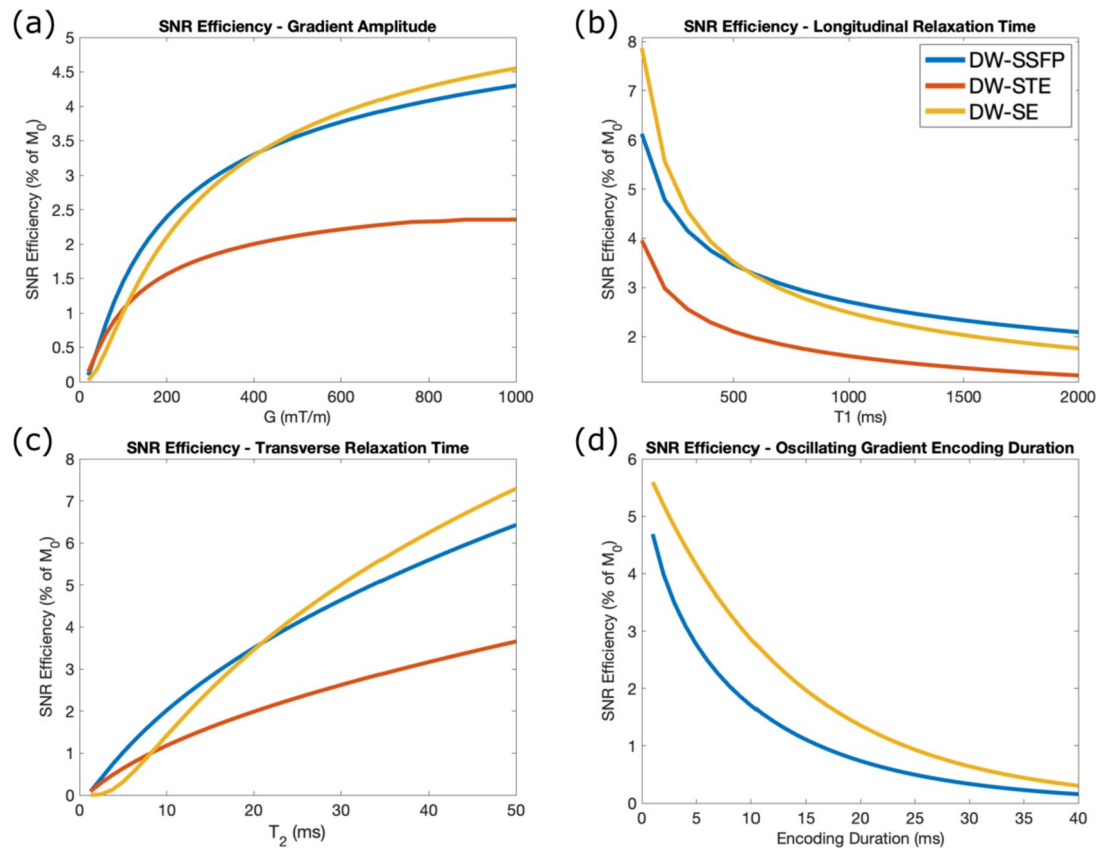 (a)
SNR Efficiency - Gradient Amplitude
5
4.5
4
3.5
3
2.5
2
1.5
1
0.5
0
SNR Efficiency (% of M0)
0 200 400 600 800 1000
G (mT/m)
(b)
SNR Efficiency - Longitudinal Relaxation Time
DW-SSFP
DW-STE
DW-SE
8
7
6
5
4
3
2
SNR Efficiency (% of M0)
500 1000 1500 2000
T1 (ms)
(c)
SNR Efficiency - Transverse Relaxation Time
8
7
6
5
4
3
2
1
0
SNR Efficiency (% of M0)
0 10 20 30 40 50
T2 (ms)
(d)
SNR Efficiency - Oscillating Gradient Encoding Duration
6
5
4
3
2
1
0
SNR Efficiency (% of M0)
0 5 10 15 20 25 30 35 40
Encoding Duration (ms)